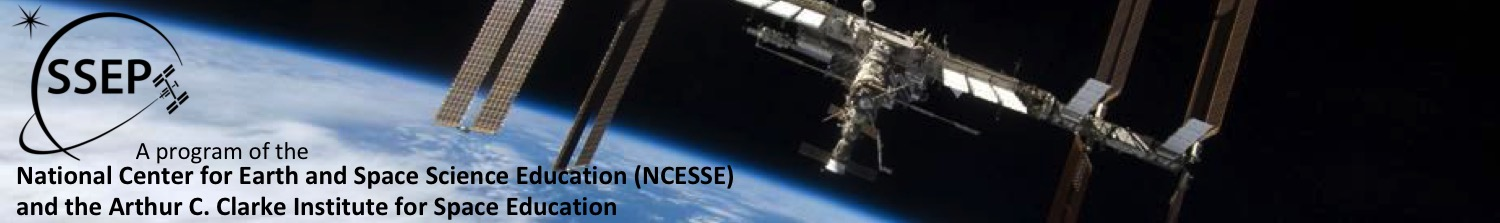 SSEP
A program of the
National Center for Earth and Space Science Education (NCESSE)
and the Arthur C. Clarke Institute for Space Education